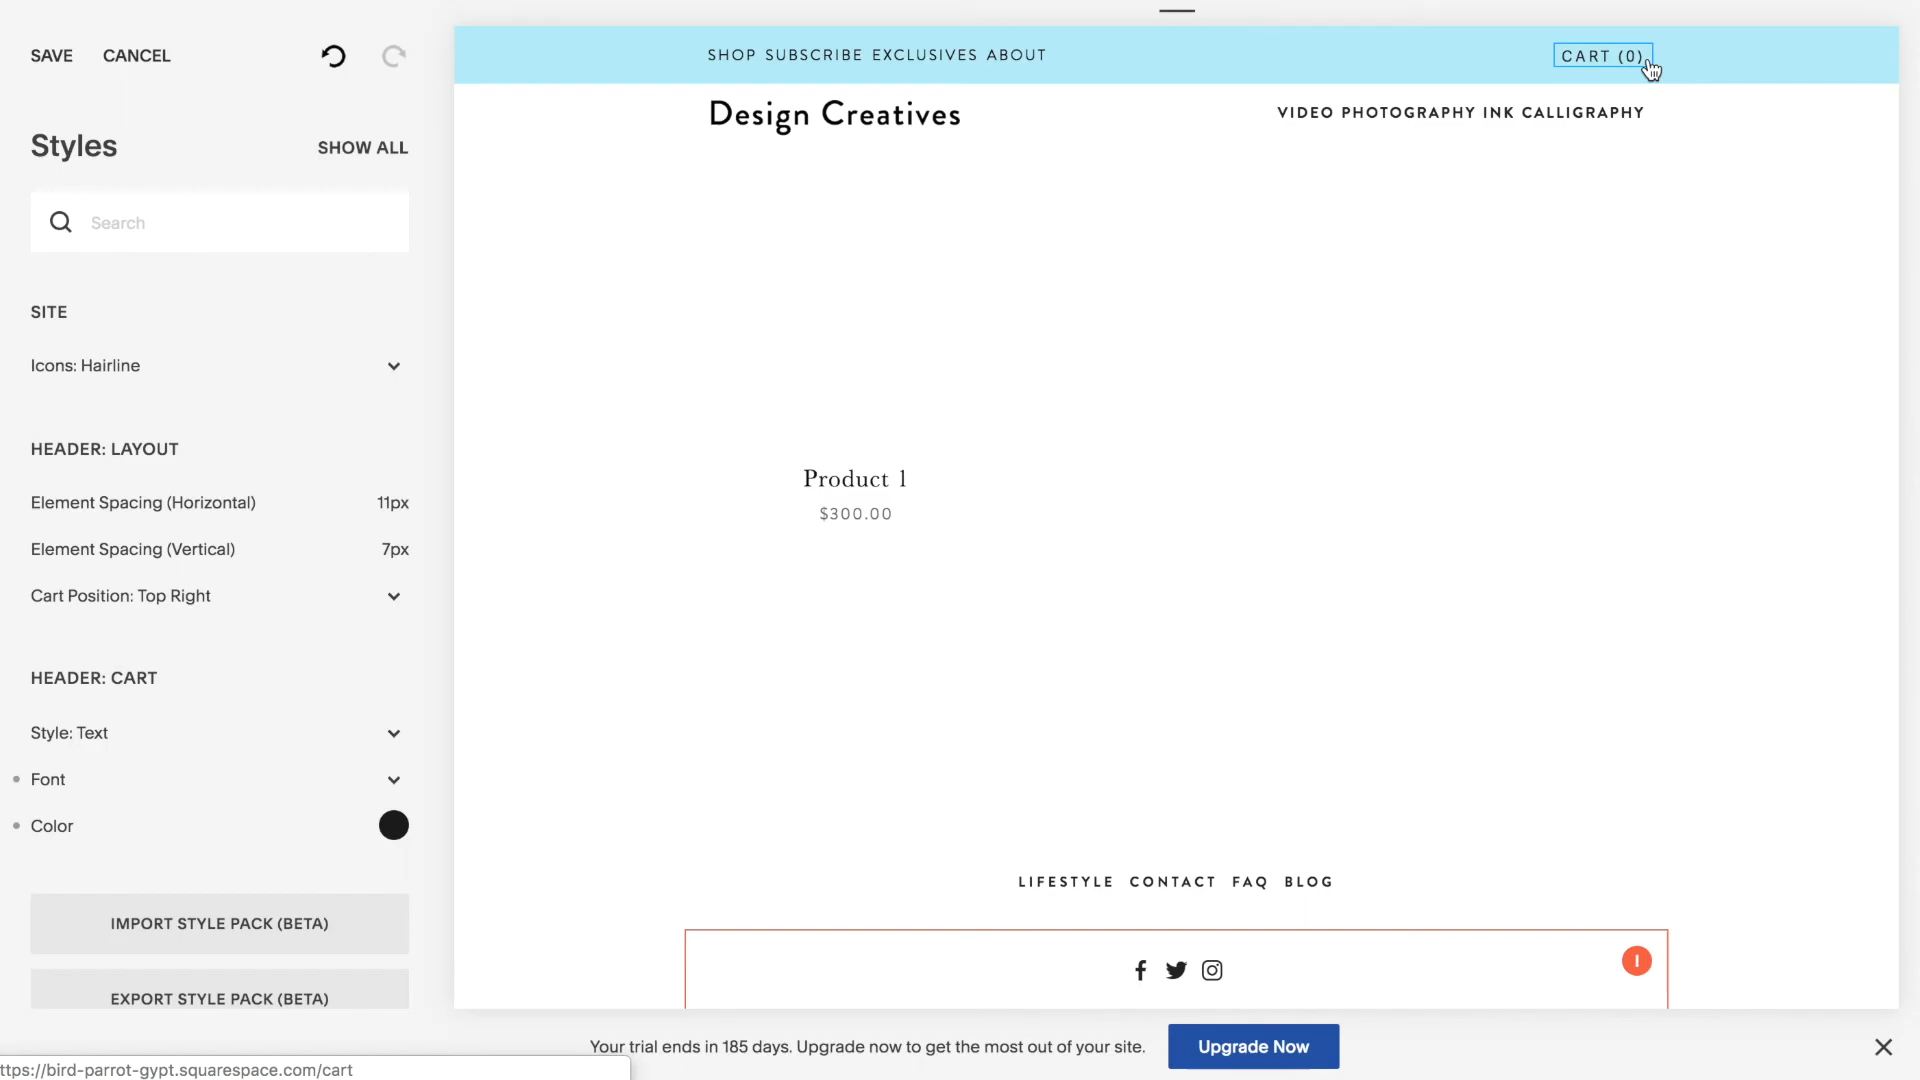 SAVE CANCEL
Styles SHOW ALL
Search
SITE
Icons: Hairline
HEADER: LAYOUT
Element Spacing (Horizontal) 11px
Element Spacing (Vertical) 7px
Cart Position: Top Right
HEADER: CART
Style: Text
Font
Color
IMPORT STYLE PACK (BETA)
EXPORT STYLE PACK (BETA)
SHOP SUBSCRIBE EXCLUSIVES ABOUT CART (0)
Design Creatives VIDEO PHOTOGRAPHY INK CALLIGRAPHY
Product 1
$300.00
LIFESTYLE CONTACT FAQ BLOG
Your trial ends in 185 days. Upgrade now to get the most out of your site. Upgrade Now
ttps://bird-parrot-gypt.squarespace.com/cart